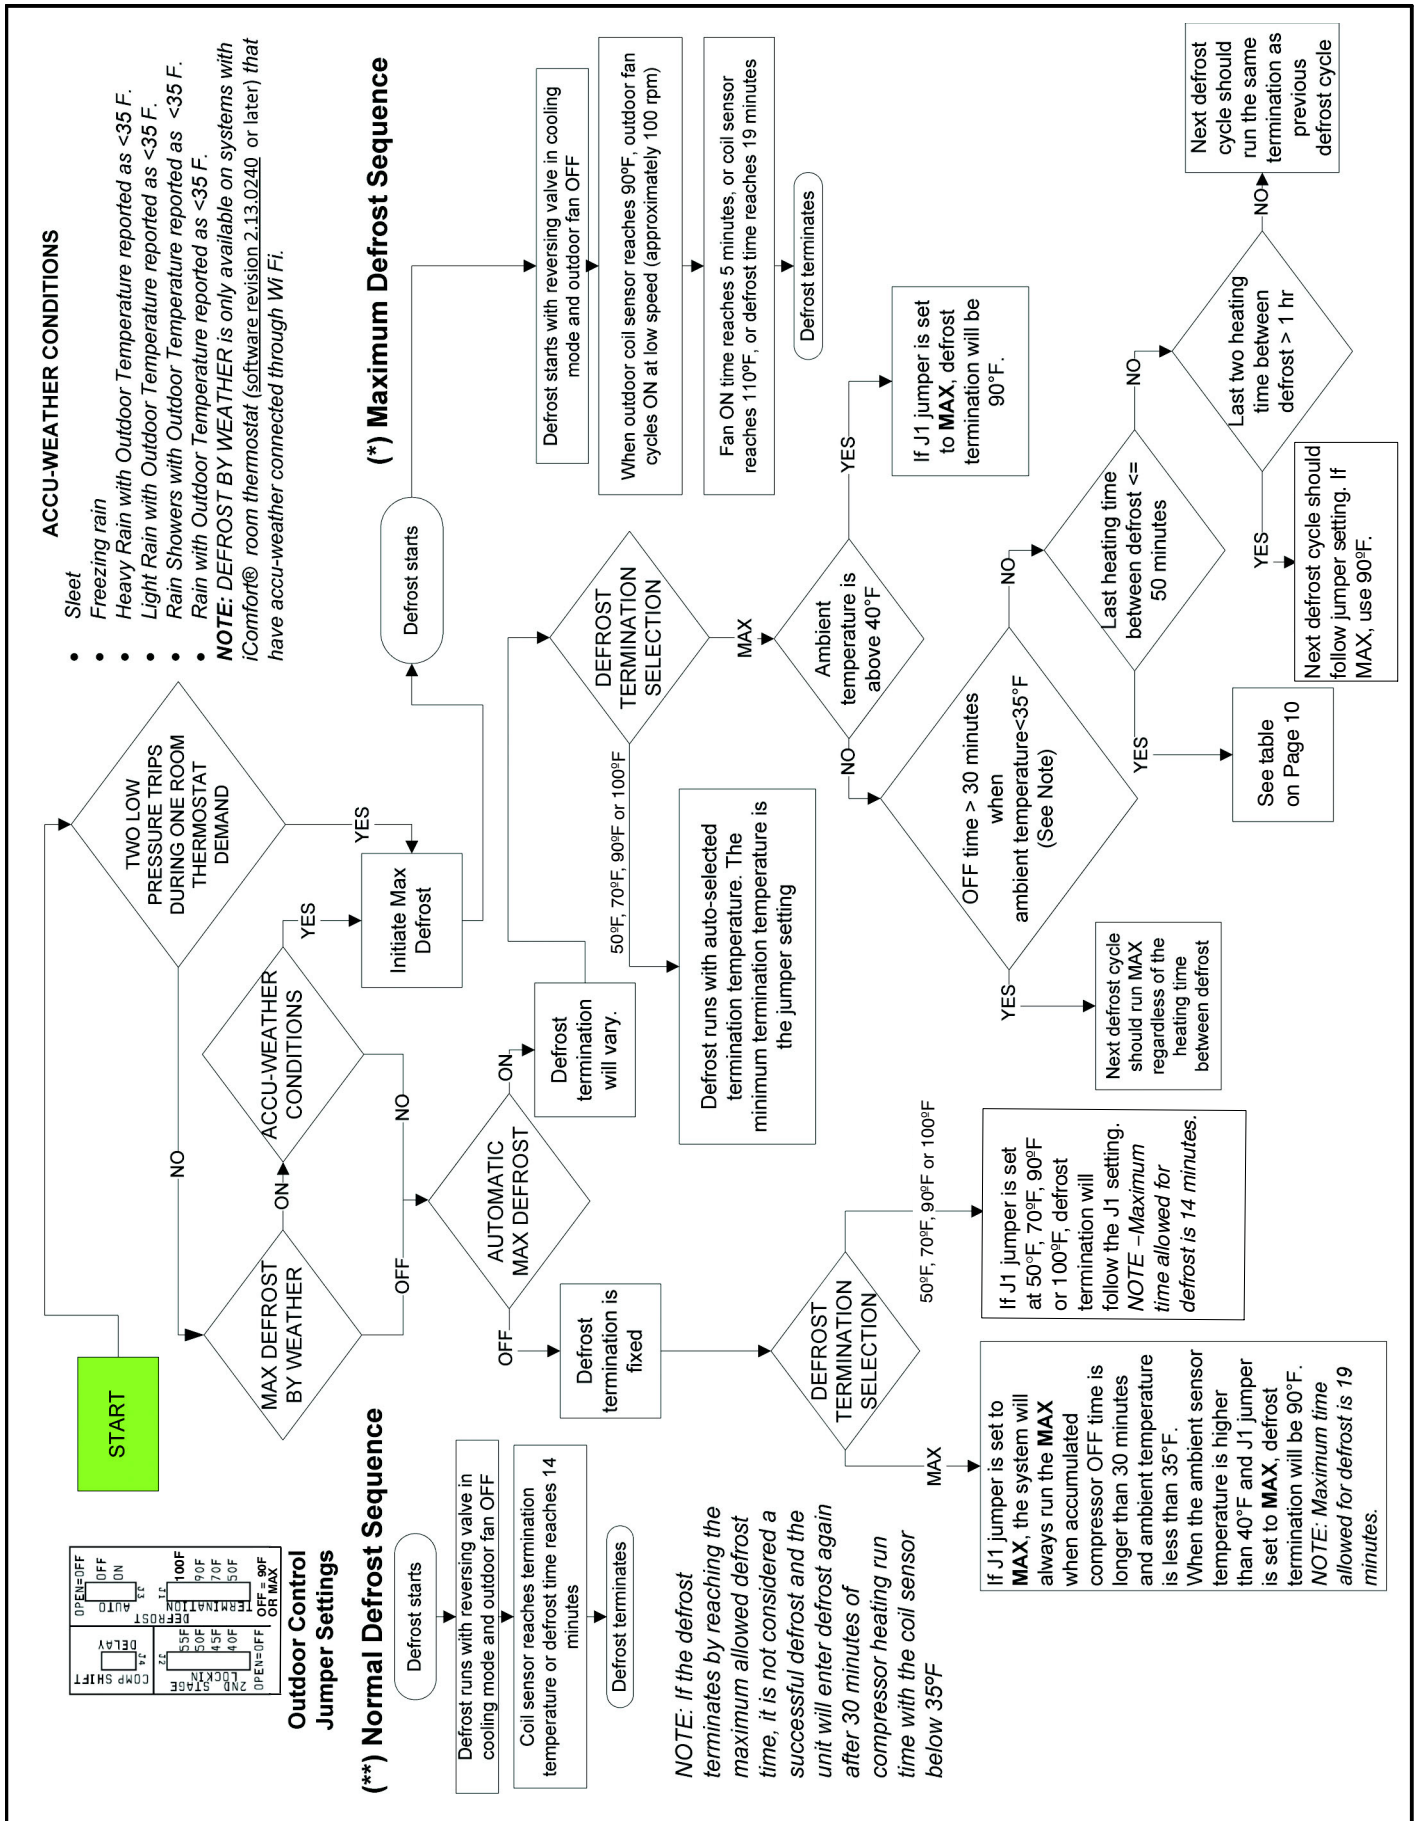 OPEN=OFF
COMP SHIFT
DELAY
J4
J2
2ND STAGE
LOCKIN
55F
50F
45F
40F
OPEN=OFF
DEFROST
AUTO
J3
OFF
ON
TERMINATION
J1
100F
90F
70F
50F
OFF = 90F
OR MAX
Outdoor Control
Jumper Settings
START
TWO LOW
PRESSURE TRIPS
DURING ONE ROOM
THERMOSTAT
DEMAND
NO
YES
MAX DEFROST
BY WEATHER
ON
OFF
ACCU-WEATHER
CONDITIONS
YES
NO
Initiate Max
Defrost
ACCU-WEATHER CONDITIONS
• Sleet
• Freezing rain
• Heavy Rain with Outdoor Temperature reported as <35 F.
• Light Rain with Outdoor Temperature reported as <35 F.
• Rain Showers with Outdoor Temperature reported as <35 F.
• Rain with Outdoor Temperature reported as <35 F.
NOTE: DEFROST BY WEATHER is only available on systems with
iComfort® room thermostat (software revision 2.13.0240 or later) that
have accu-weather connected through Wi Fi.
(**) Normal Defrost Sequence
Defrost starts
Defrost runs with reversing valve in
cooling mode and outdoor fan OFF
Coil sensor reaches termination
temperature or defrost time reaches 14
minutes
Defrost terminates
NOTE: If the defrost
terminates by reaching the
maximum allowed defrost
time, it is not considered a
successful defrost and the
unit will enter defrost again
after 30 minutes of
compressor heating run
time with the coil sensor
below 35ºF
AUTOMATIC
MAX DEFROST
OFF
ON
Defrost
termination is
fixed
Defrost
termination
will vary.
(*) Maximum Defrost Sequence
Defrost starts
Defrost starts with reversing valve in cooling
mode and outdoor fan OFF
When outdoor coil sensor reaches 90ºF, outdoor fan
cycles ON at low speed (approximately 100 rpm)
Fan ON time reaches 5 minutes, or coil sensor
reaches 110ºF, or defrost time reaches 19 minutes
Defrost terminates
DEFROST
TERMINATION
SELECTION
50ºF, 70ºF, 90ºF or 100ºF
MAX
Defrost runs with auto-selected
termination temperature. The
minimum termination temperature is
the jumper setting
Ambient
temperature is
above 40°F
YES
NO
If J1 jumper is set
to MAX, defrost
termination will be
90°F.
DEFROST
TERMINATION
SELECTION
MAX
50ºF, 70ºF, 90ºF or 100ºF
If J1 jumper is set to
MAX, the system will
always run the MAX
when accumulated
compressor OFF time is
longer than 30 minutes
and ambient temperature
is less than 35°F.
When the ambient sensor
temperature is higher
than 40°F and J1 jumper
is set to MAX, defrost
termination will be 90°F.
NOTE: Maximum time
allowed for defrost is 19
minutes.
If J1 jumper is set
at 50°F, 70ºF, 90ºF
or 100ºF, defrost
termination will
follow the J1 setting.
NOTE –Maximum
time allowed for
defrost is 14 minutes.
OFF time > 30 minutes
when
ambient temperature<35°F
(See Note)
YES
NO
Next defrost cycle
should run MAX
regardless of the
heating time
between defrost
Last heating time
between defrost <=
50 minutes
YES
NO
See table
on Page 10
Last two heating
time between
defrost > 1 hr
YES
NO
Next defrost cycle should
follow jumper setting. If
MAX, use 90ºF.
Next defrost
cycle should
run the same
termination as
previous
defrost cycle